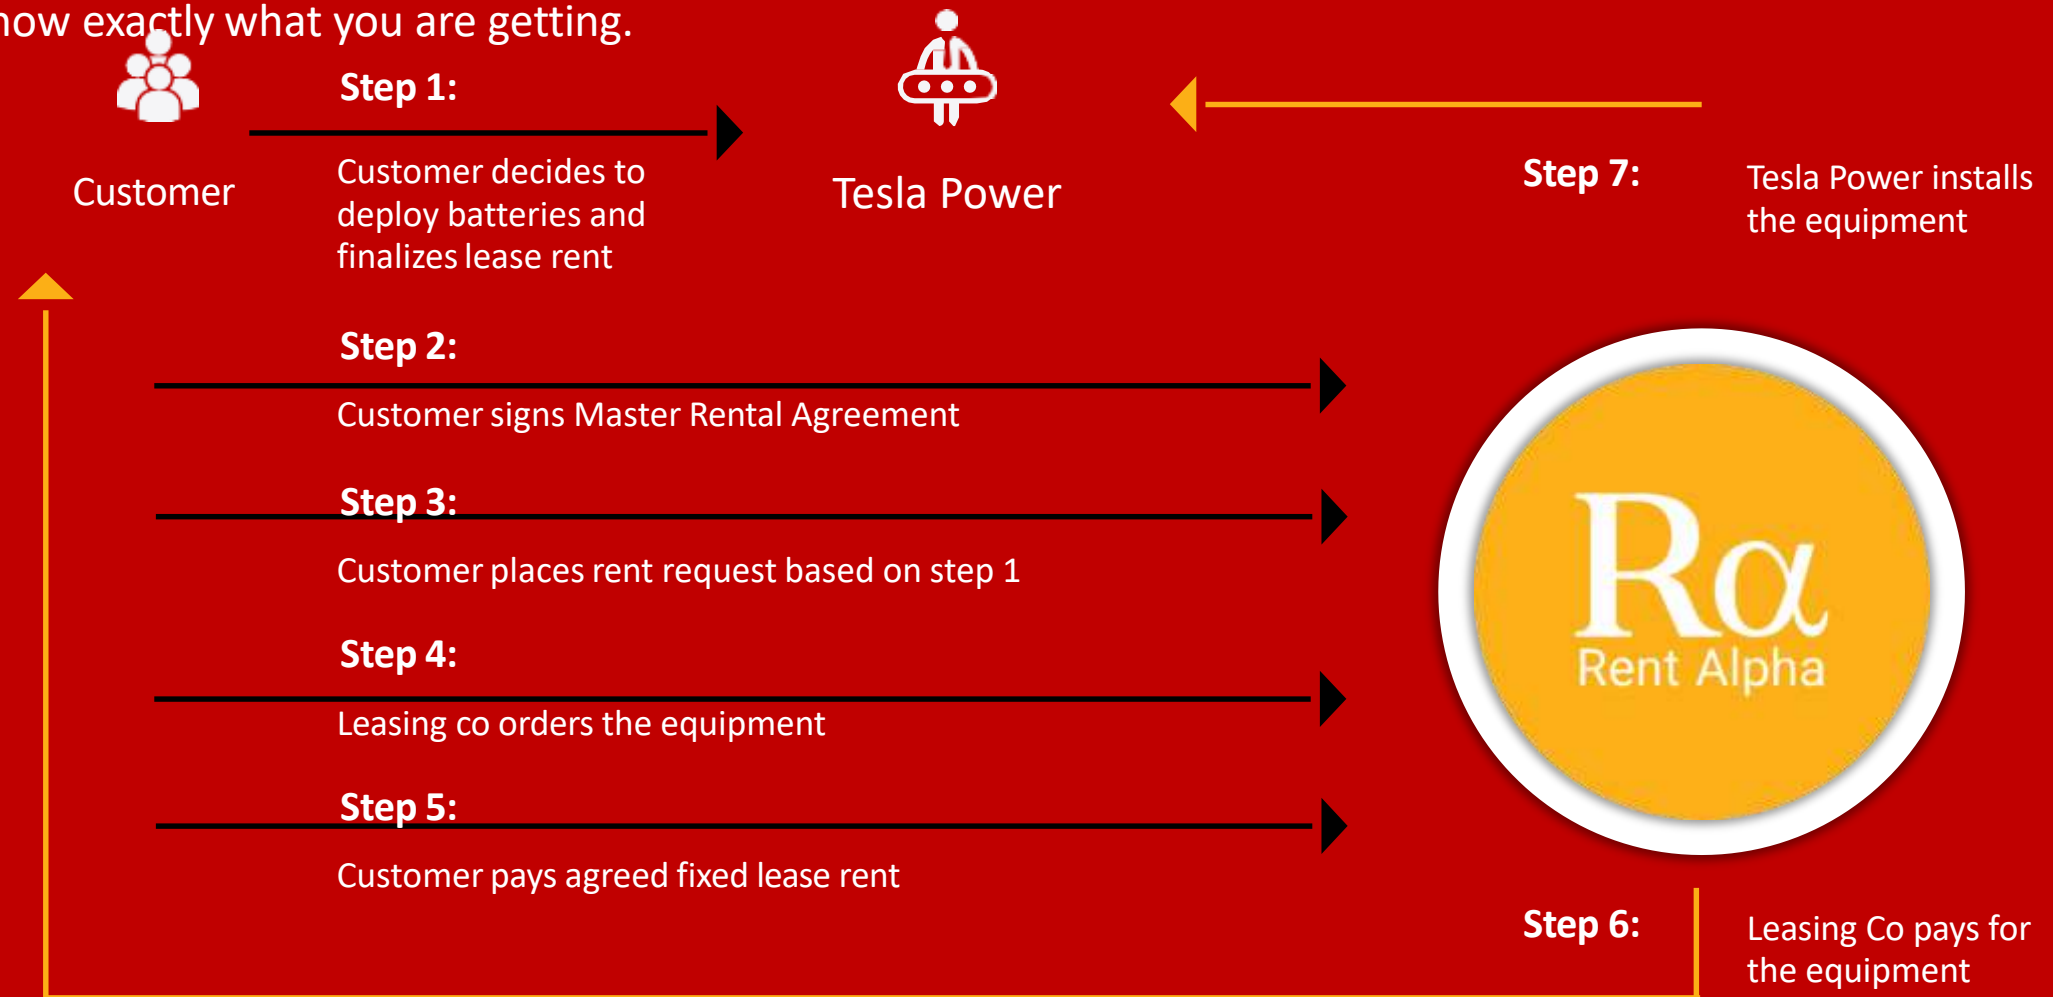 now exactly what you are getting.
Step 1:
Customer
Customer decides to
deploy batteries and
finalizes lease rent
Tesla Power
Step 7:
Tesla Power installs
the equipment
Step 2:
Customer signs Master Rental Agreement
Step 3:
Customer places rent request based on step 1
Step 4:
Leasing co orders the equipment
Step 5:
Customer pays agreed fixed lease rent
Rα
Rent Alpha
Step 6:
Leasing Co pays for
the equipment